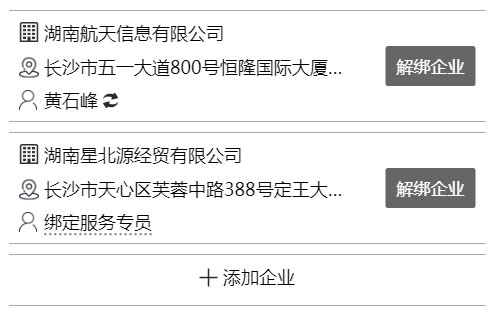 湖南航天信息有限公司
长沙市五一大道800号恒隆国际大厦...
解绑企业
黄石峰
湖南星北源经贸有限公司
长沙市天心区芙蓉中路388号定王大...
解绑企业
绑定服务专员
添加企业